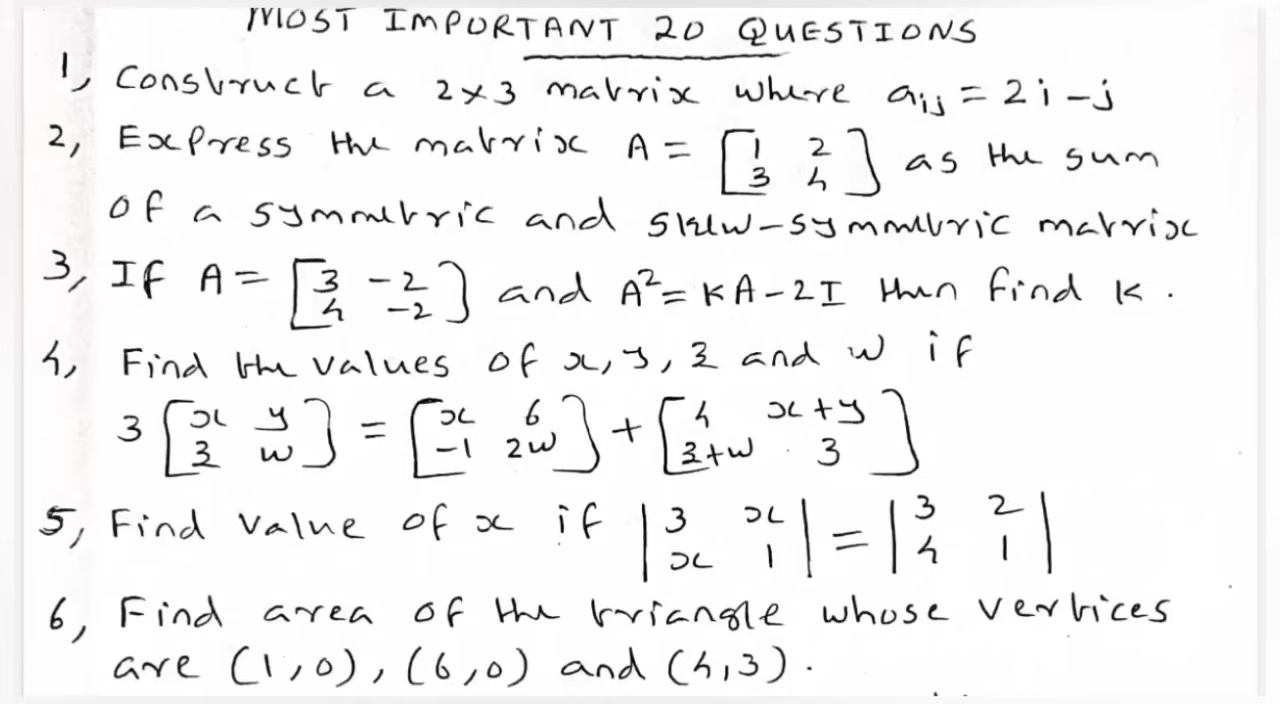 MOST IMPORTANT 20 QUESTIONS
1, Construct a 2×3 matrix where aij = 2i-j
2, Express the matrix A = [1 2
3 4] as the sum
of a symmetric and skew-symmetric matrix
3, If A = [3 -2
4 -2] and A²=KA-2I then find k.
4, Find the values of x, y, z and w if
3 [x y
z w] = [x 6
-1 2w] + [4 x+y
z+w 3]
5, Find value of x if |3 x
x 1| = |3 2
4 1|
6, Find area of the triangle whose vertices
are (1,0), (6,0) and (4,3).